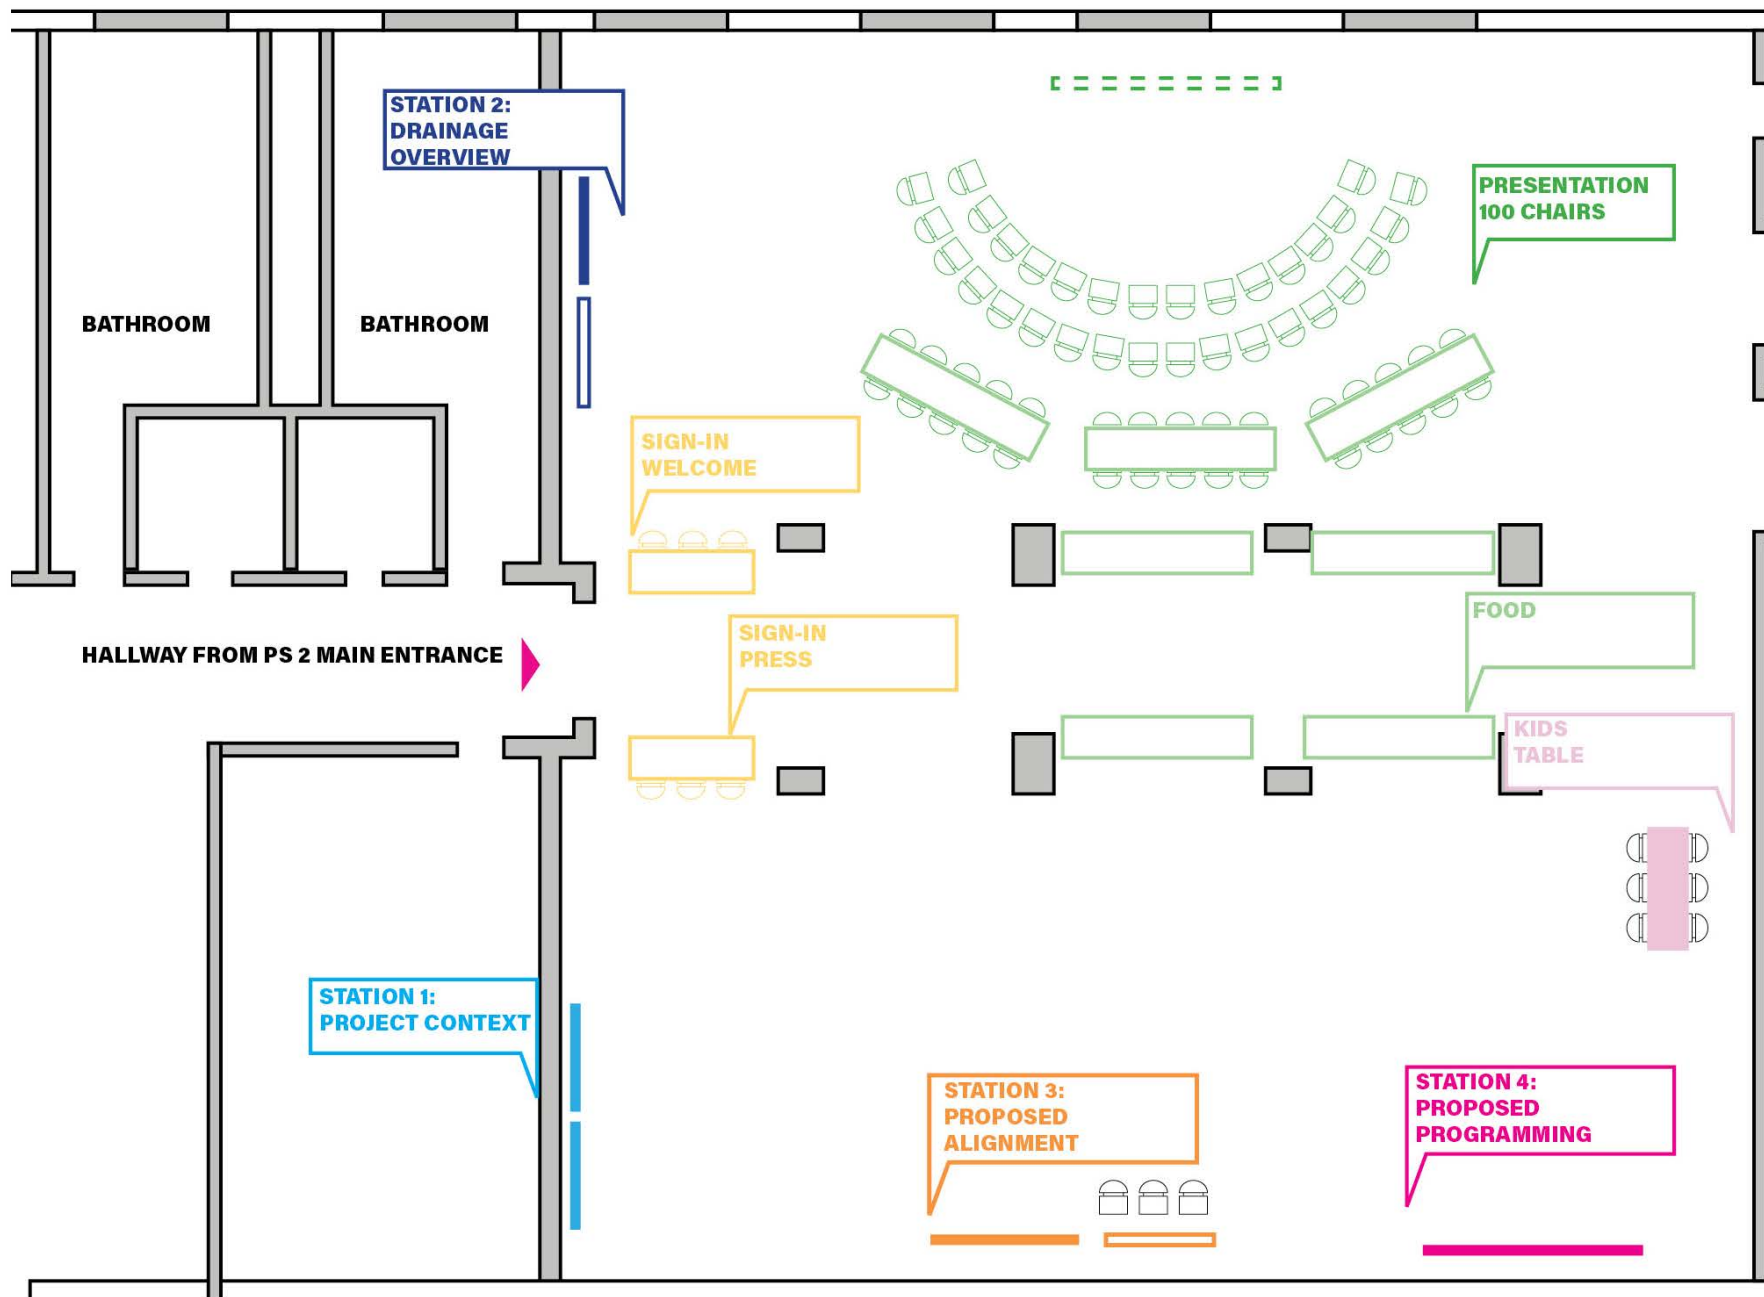 STATION 2:
DRAINAGE
OVERVIEW
PRESENTATION
100 CHAIRS
BATHROOM
BATHROOM
SIGN-IN
WELCOME
FOOD
SIGN-IN
PRESS
HALLWAY FROM PS 2 MAIN ENTRANCE
KIDS
TABLE
STATION 1:
PROJECT CONTEXT
STATION 3:
PROPOSED
ALIGNMENT
STATION 4:
PROPOSED
PROGRAMMING